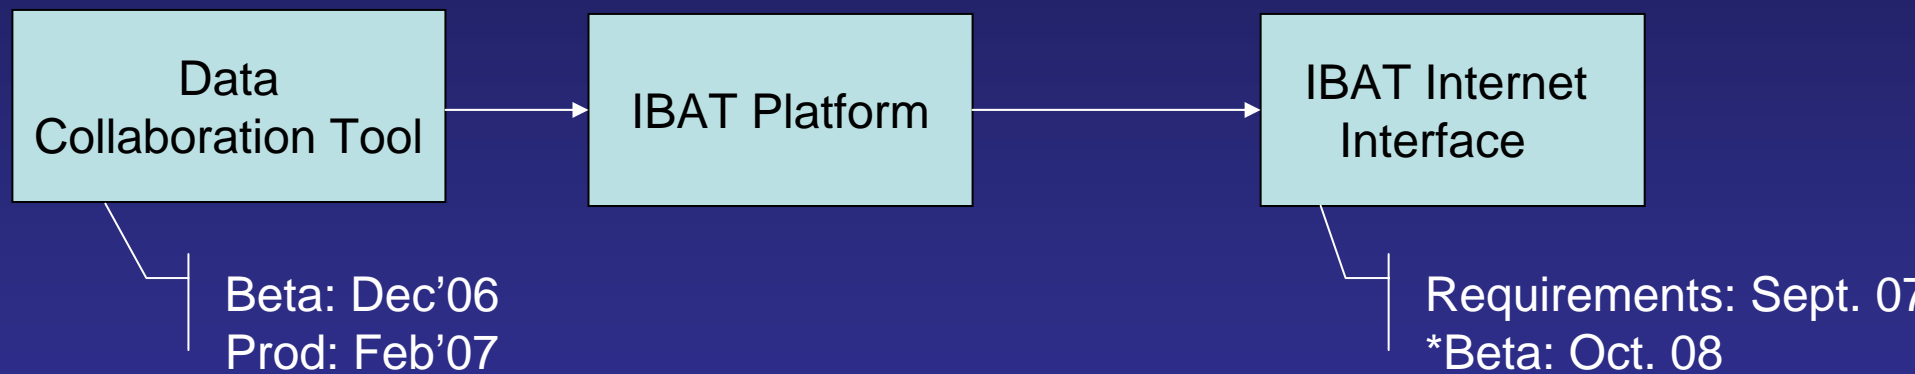 Data
Collaboration Tool
IBAT Platform
IBAT Internet
Interface
Beta: Dec’06
Prod: Feb’07
Requirements: Sept. 07
*Beta: Oct. 08